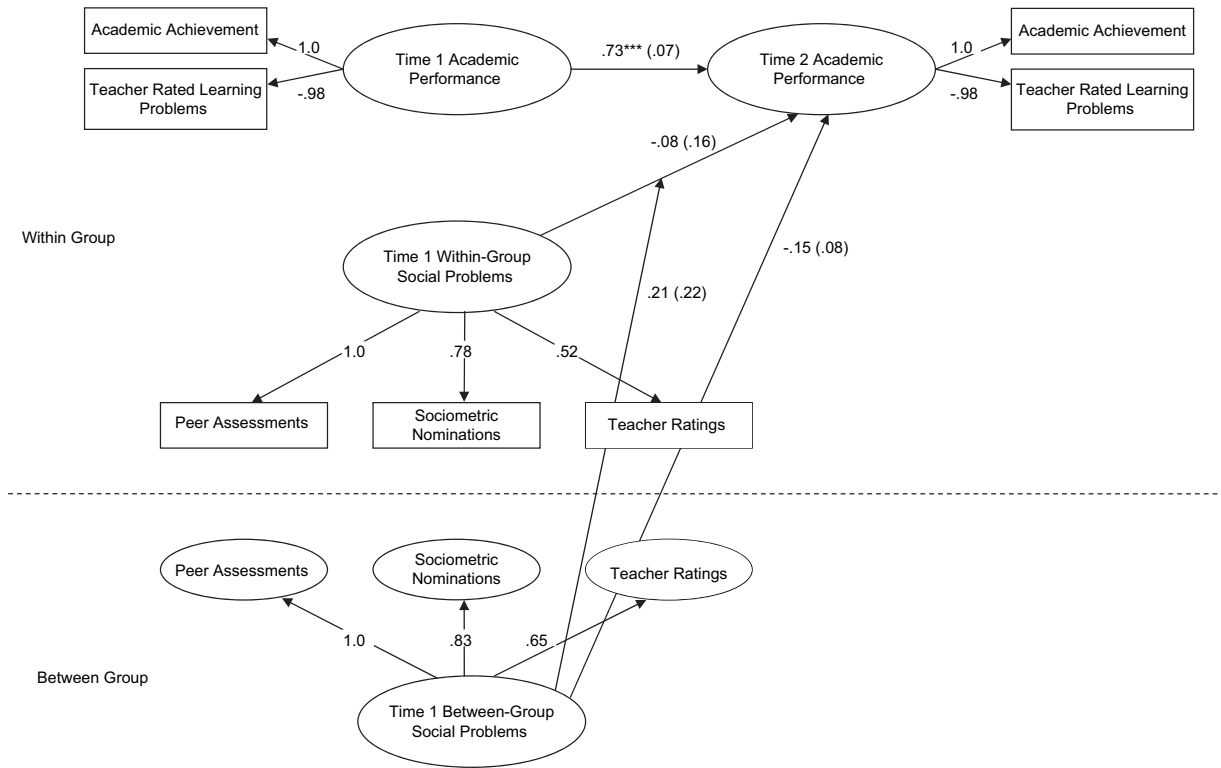 Academic Achievement
1.0
Teacher Rated Learning
Problems
-.98
Time 1 Academic
Performance
.73*** (.07)
Time 2 Academic
Performance
1.0
Academic Achievement
-.98
Teacher Rated Learning
Problems
-.08 (.16)
Within Group
Time 1 Within-Group
Social Problems
-.15 (.08)
.21 (.22)
1.0
.78
.52
Peer Assessments
Sociometric
Nominations
Teacher Ratings
Peer Assessments
Sociometric
Nominations
Teacher Ratings
1.0
.83
.65
Between Group
Time 1 Between-Group
Social Problems